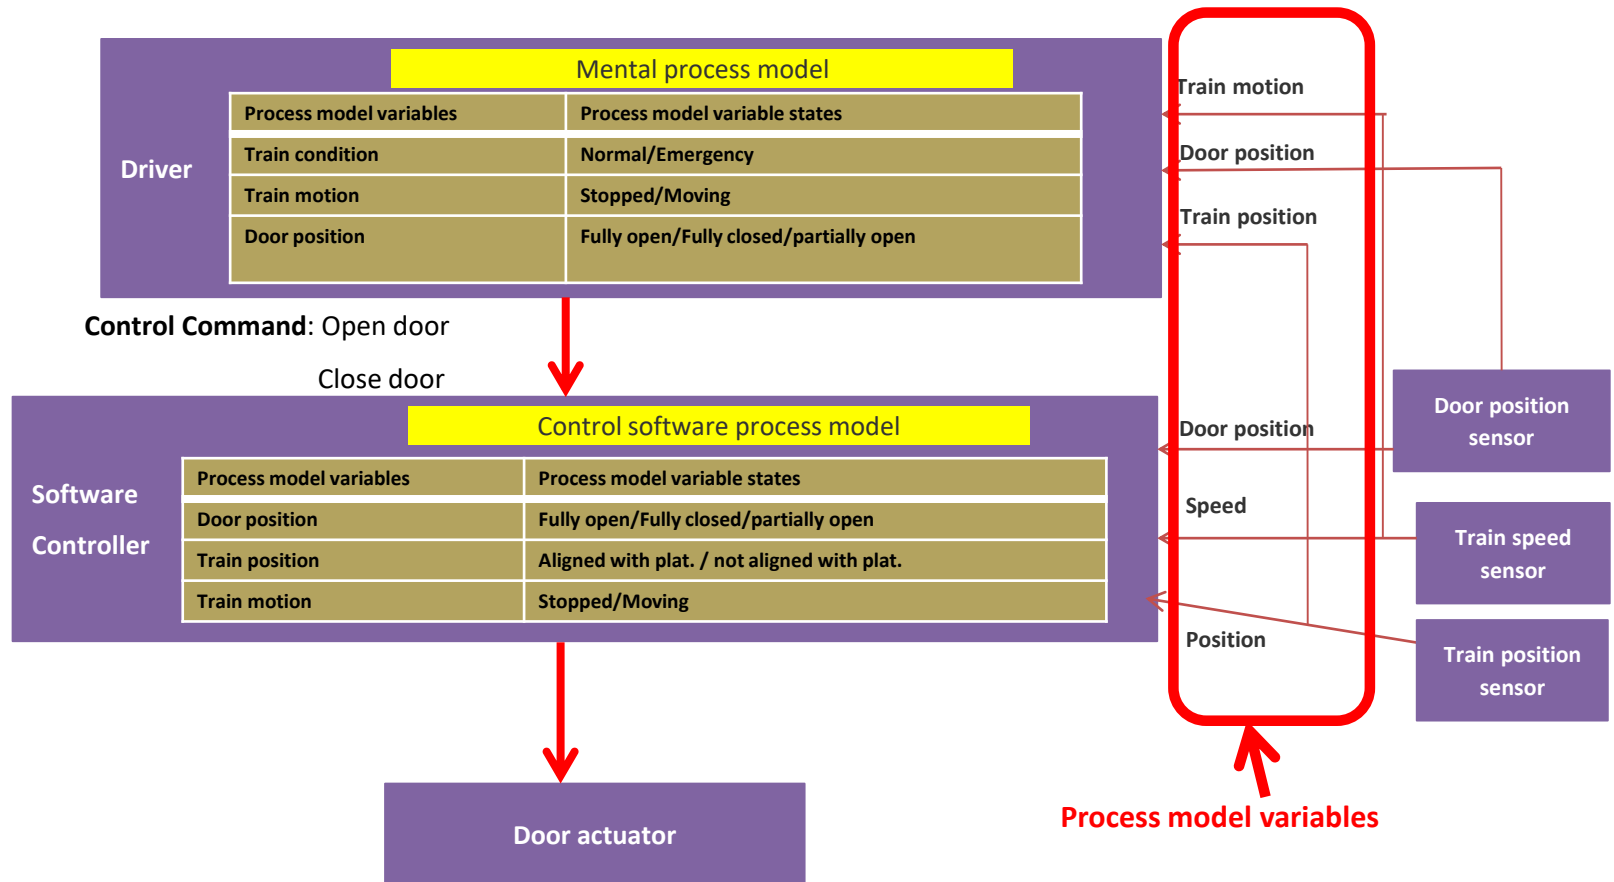 Mental process model
Process model variables
Process model variable states
Train condition
Normal/Emergency
Train motion
Stopped/Moving
Door position
Fully open/Fully closed/partially open
Driver
Train motion
Door position
Train position
Control Command: Open door
Close door
Control software process model
Process model variables
Process model variable states
Door position
Fully open/Fully closed/partially open
Train position
Aligned with plat. / not aligned with plat.
Train motion
Stopped/Moving
Software
Controller
Door position
Speed
Position
Door position
sensor
Train speed
sensor
Train position
sensor
Process model variables
Door actuator